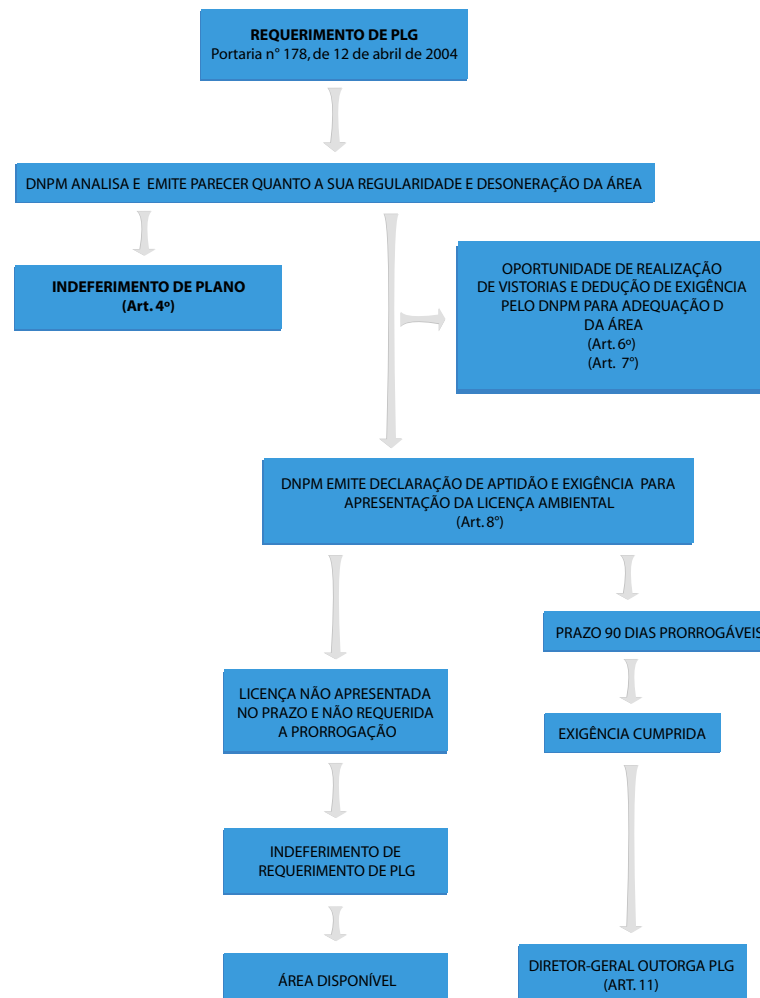 REQUERIMENTO DE PLG
Portaria n° 178, de 12 de abril de 2004
DNPM ANALISA E EMITE PARECER QUANTO A SUA REGULARIDADE E DESONERAÇÃO DA ÁREA
INDEFERIMENTO DE PLANO
(Art. 4º)
OPORTUNIDADE DE REALIZAÇÃO
DE VISTORIAS E DEDUÇÃO DE EXIGÊNCIA
PELO DNPM PARA ADEQUAÇÃO D
DA ÁREA
(Art. 6º)
(Art. 7°)
DNPM EMITE DECLARAÇÃO DE APTIDÃO E EXIGÊNCIA PARA
APRESENTAÇÃO DA LICENÇA AMBIENTAL
(Art. 8°)
PRAZO 90 DIAS PRORROGÁVEIS
LICENÇA NÃO APRESENTADA
NO PRAZO E NÃO REQUERIDA
A PRORROGAÇÃO
EXIGÊNCIA CUMPRIDA
INDEFERIMENTO DE
REQUERIMENTO DE PLG
ÁREA DISPONÍVEL
DIRETOR-GERAL OUTORGA PLG
(ART. 11)